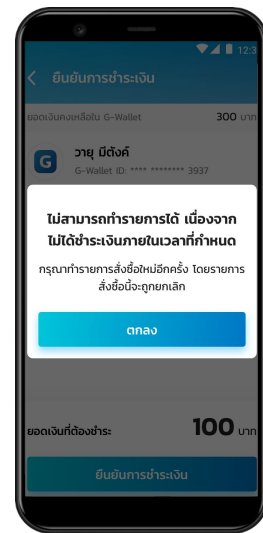 12:3
ยืนยันการชำระเงิน
ยอดเงินคงเหลือใน G-Wallet 300 บาท
G วายุ มีตังค์
G-Wallet ID: **** ******** 3937
ไม่สามารถทำรายการได้ เนื่องจาก
ไม่ได้ชำระเงินภายในเวลาที่กำหนด
กรุณาทำรายการสั่งซื้อใหม่อีกครั้ง โดยรายการ
สั่งซื้อนี้จะถูกยกเลิก
ตกลง
ยอดเงินที่ต้องชำระ 100 บาท
ยืนยันการชำระเงิน